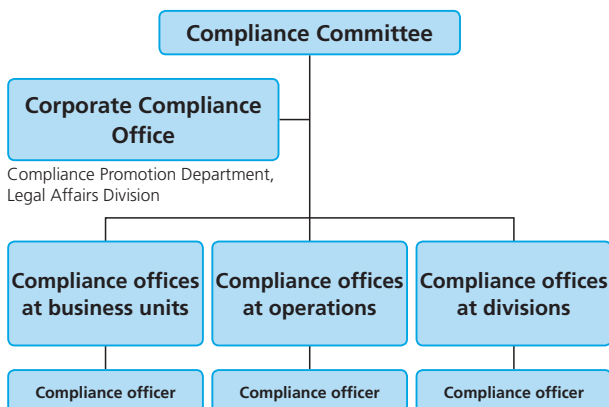 Compliance Committee
Corporate Compliance
Office
Compliance Promotion Department,
Legal Affairs Division
Compliance offices
at business units
Compliance offices
at operations
Compliance offices
at divisions
Compliance officer
Compliance officer
Compliance officer